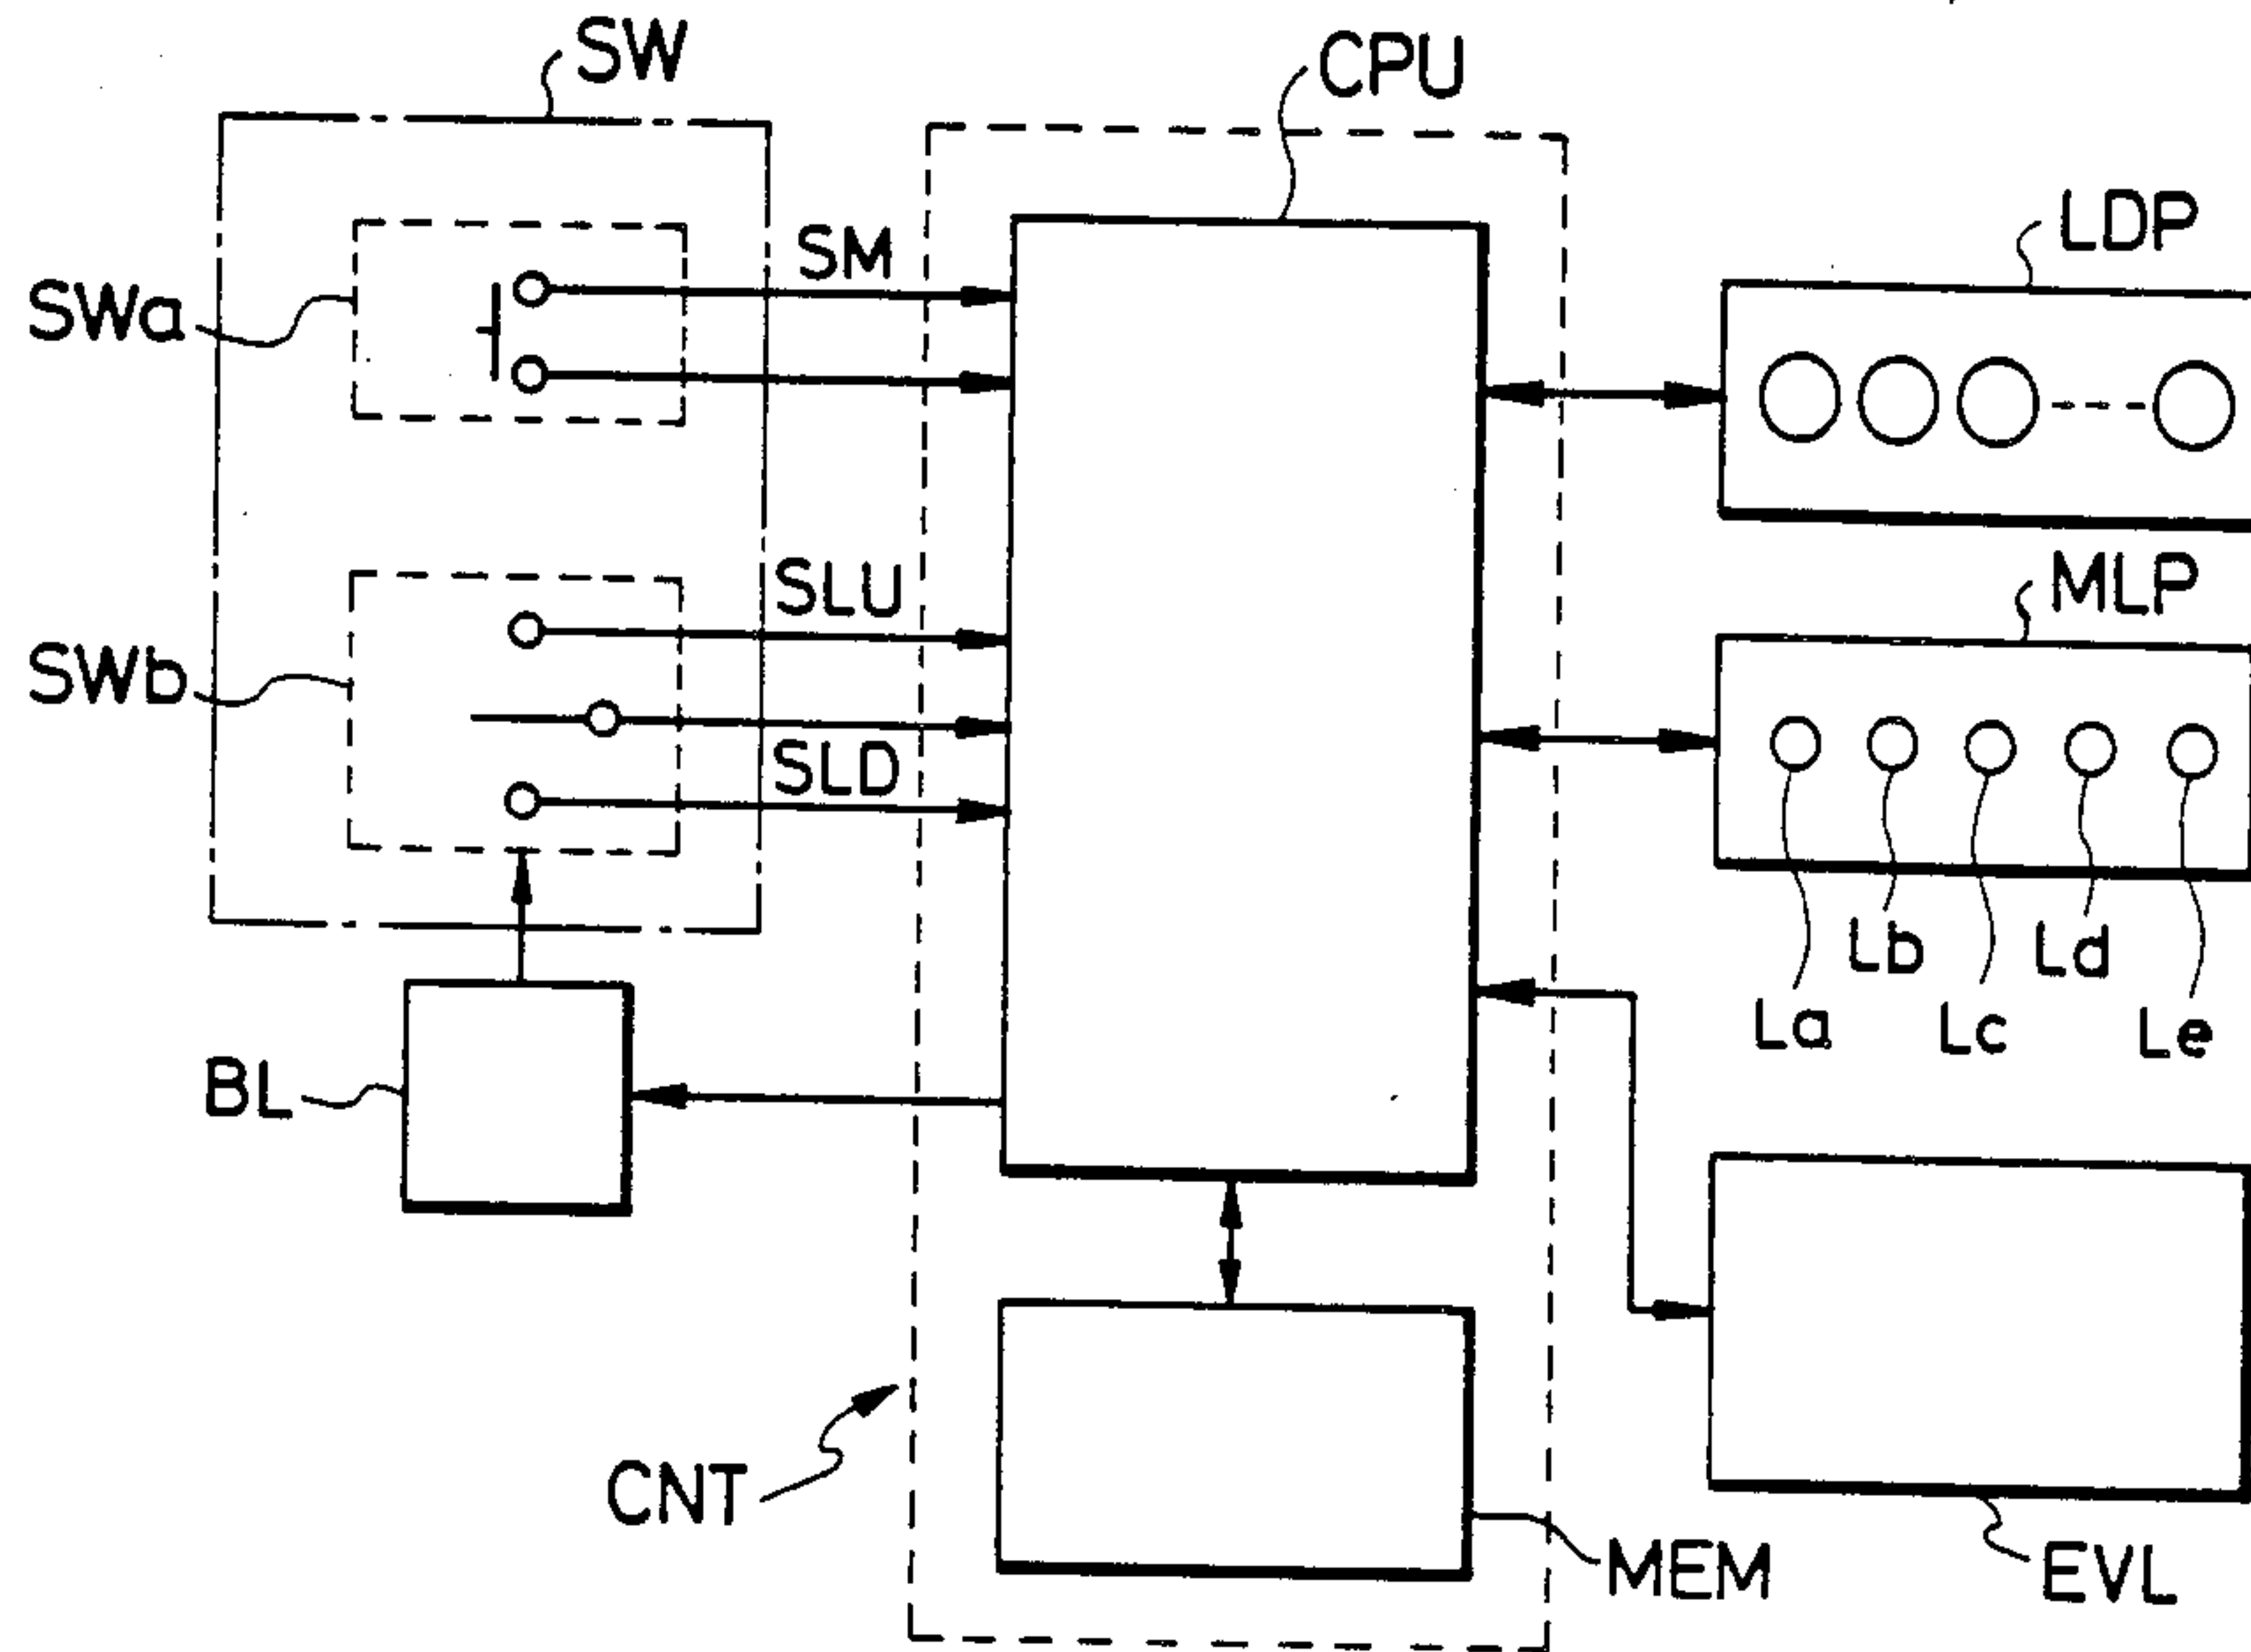 SW
CPU
LDP
SM
SWa
MLP
SLU
SWb
SLD
Lb
Ld
La
Lc
Le
BL
CNT
MEM
EVL